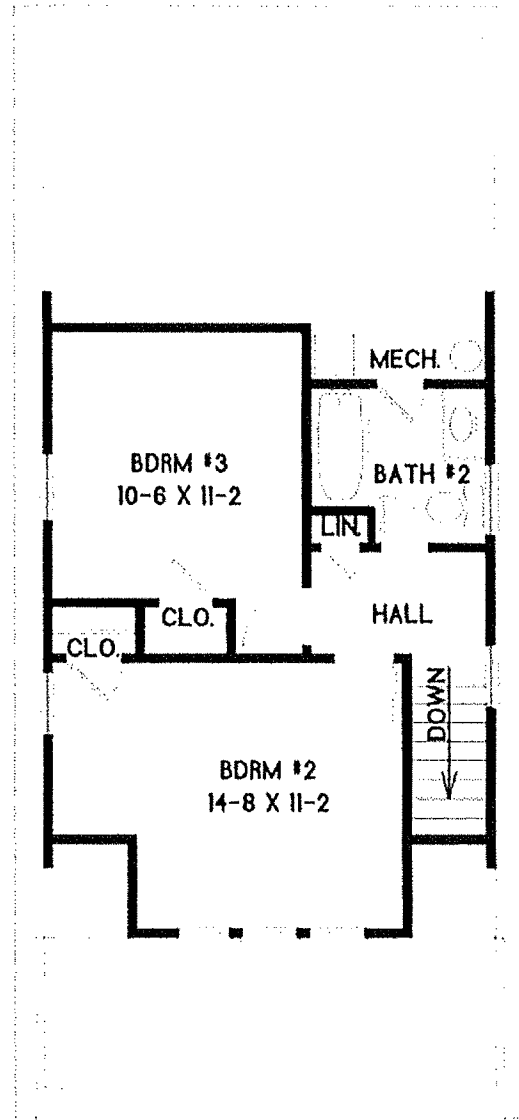 MECH.
BDRM #3
10-6 X 11-2
BATH #2
LIN.
CLO.
HALL
CLO.
DOWN
BDRM #2
14-8 X 11-2